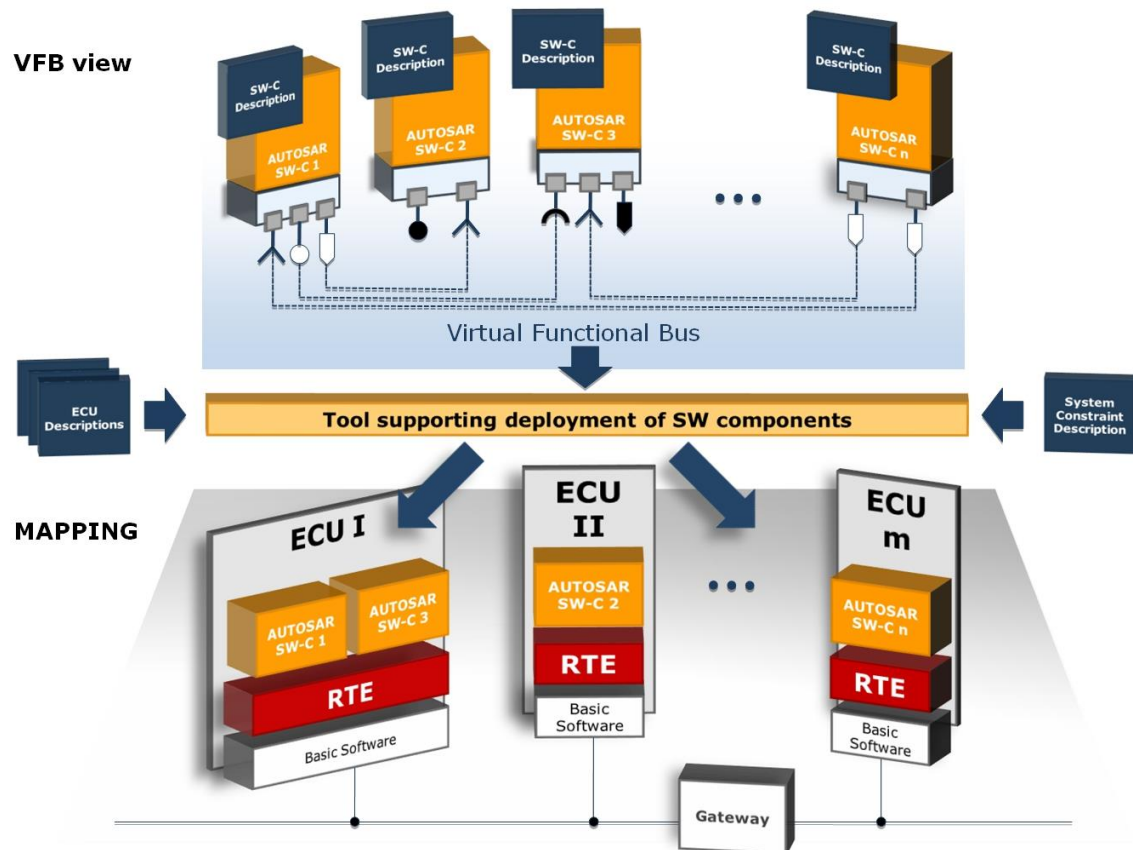 VFB view
SW-C
Description
AUTOSAR
SW-C 1
SW-C
Description
AUTOSAR
SW-C 2
SW-C
Description
AUTOSAR
SW-C 3
SW-C
Description
AUTOSAR
SW-C n
Virtual Functional Bus
ECU
Descriptions
Tool supporting deployment of SW components
System
Constraint
Description
MAPPING
ECU I
AUTOSAR
SW-C 1
AUTOSAR
SW-C 3
RTE
Basic Software
ECU
II
AUTOSAR
SW-C 2
RTE
Basic
Software
ECU
m
AUTOSAR
SW-C n
RTE
Basic
Software
Gateway